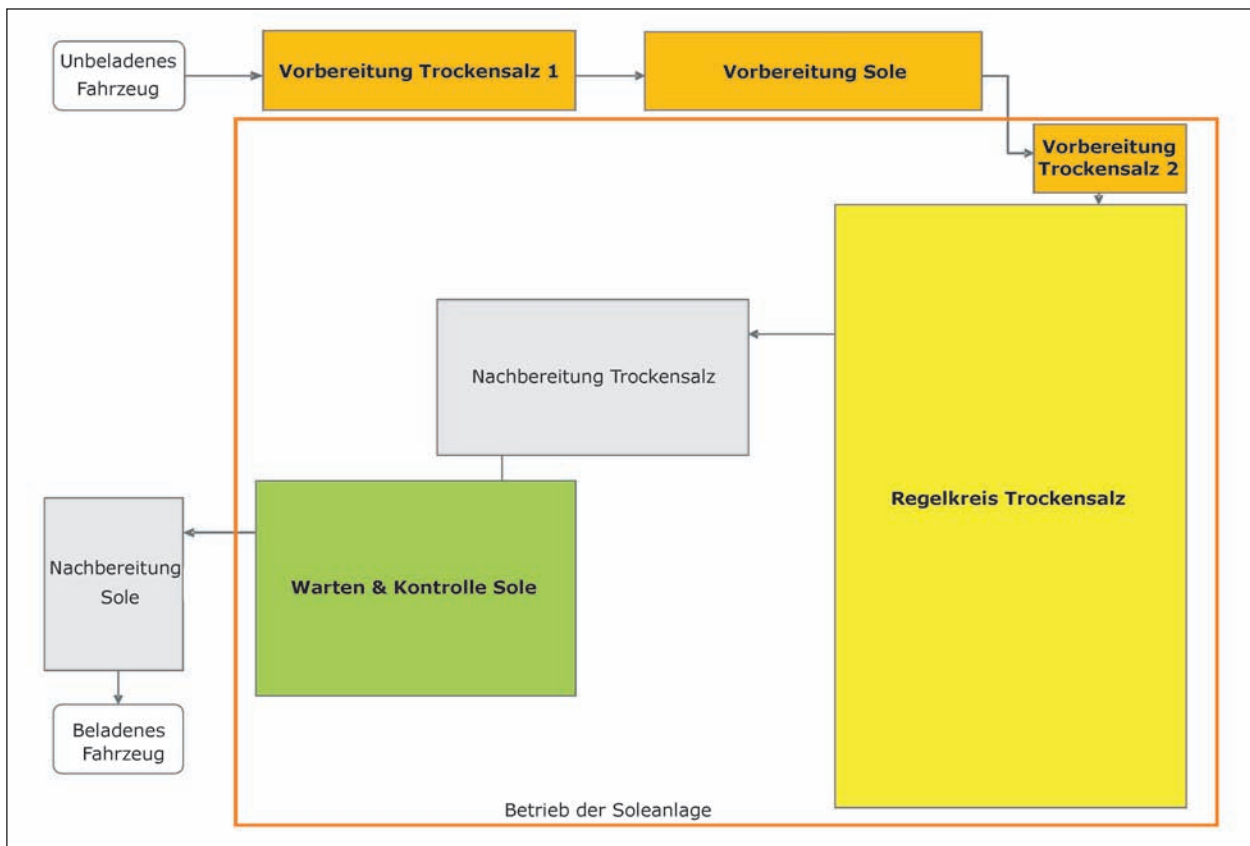 Unbeladenes
Fahrzeug
Vorbereitung Trockensalz 1
Vorbereitung Sole
Vorbereitung
Trockensalz 2
Regelkreis Trockensalz
Nachbereitung Trockensalz
Warten & Kontrolle Sole
Nachbereitung
Sole
Beladenes
Fahrzeug
Betrieb der Soleanlage